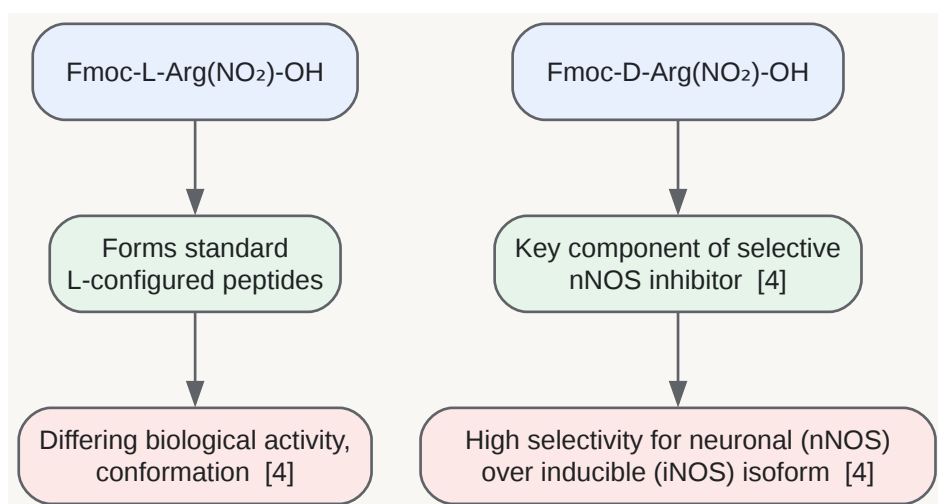 Fmoc-L-Arg(NO₂)-OH
Fmoc-D-Arg(NO₂)-OH
Forms standard
L-configured peptides
Key component of selective
nNOS inhibitor [4]
Differing biological activity,
conformation [4]
High selectivity for neuronal (nNOS)
over inducible (iNOS) isoform [4]